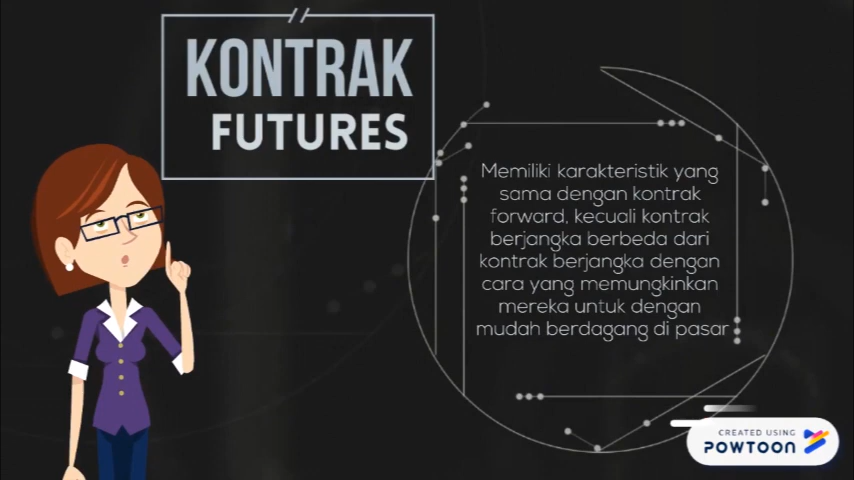 KONTRAK
FUTURES
Memiliki karakteristik yang
sama dengan kontrak
forward, kecuali kontrak
berjangka berbeda dari
kontrak berjangka dengan
cara yang memungkinkan
mereka untuk dengan
mudah berdagang di pasar
CREATED USING
POWTOON